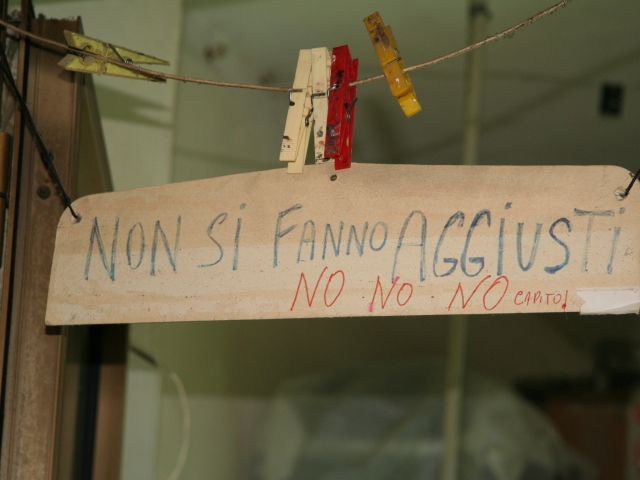 NON SI FANNO AGGIUSTI
NO . NO . NO CAPITO!